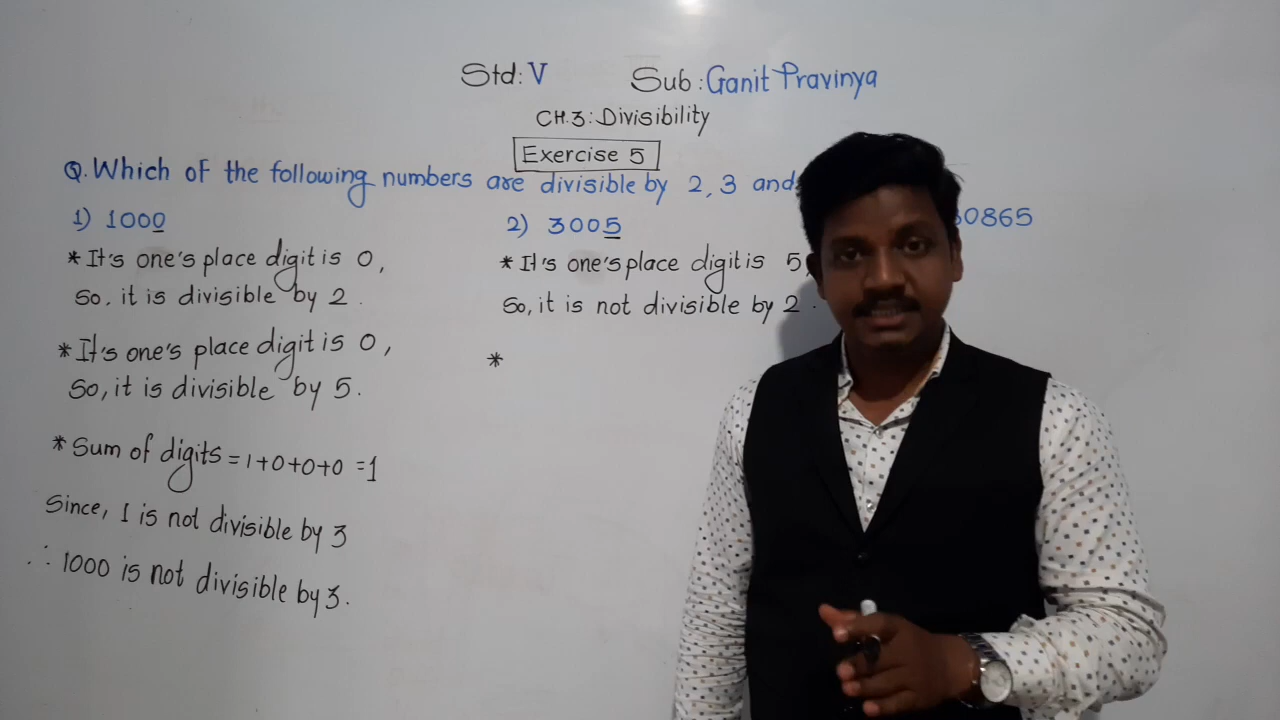 Std: V Sub: Ganit Pravinya
CH.3: Divisibility
Exercise 5
Q. Which of the following numbers are divisible by 2, 3 and
1) 1000 2) 3005 0865
* It's one's place digit is 0,
So, it is divisible by 2.
* It's one's place digit is 0,
So, it is divisible by 5.
* Sum of digits = 1+0+0+0 = 1
Since, 1 is not divisible by 3
∴ 1000 is not divisible by 3.
* It's one's place digit is 5,
So, it is not divisible by 2.
*